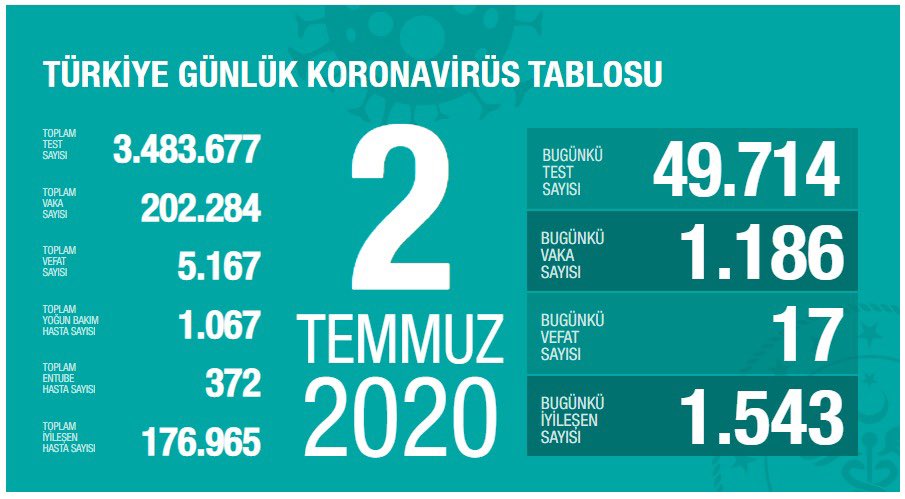 TÜRKİYE GÜNLÜK KORONAVİRÜS TABLOSU
TOPLAM
TEST
SAYISI
3.483.677
TOPLAM
VAKA
SAYISI
202.284
TOPLAM
VEFAT
SAYISI
5.167
TOPLAM
YOĞUN BAKIM
HASTA SAYISI
1.067
TOPLAM
ENTUBE
HASTA SAYISI
372
TOPLAM
İYİLEŞEN
HASTA SAYISI
176.965
2
TEMMUZ
2020
BUGÜNKÜ
TEST
SAYISI
49.714
BUGÜNKÜ
VAKA
SAYISI
1.186
BUGÜNKÜ
VEFAT
SAYISI
17
BUGÜNKÜ
İYİLEŞEN
SAYISI
1.543